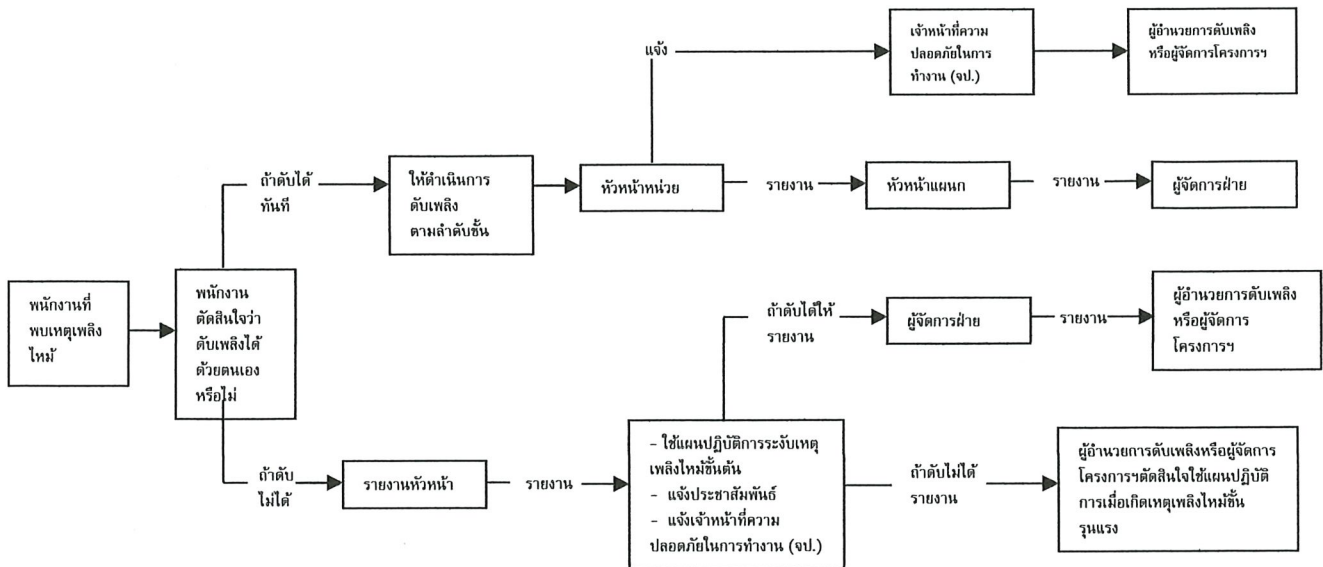 แจ้ง
เจ้าหน้าที่ความ
ปลอดภัยในการ
ทำงาน (จป.)
ผู้อำนวยการดับเพลิง
หรือผู้จัดการโครงการฯ
ถ้าดับได้
ทันที
ให้ดำเนินการ
ดับเพลิง
ตามลำดับขั้น
หัวหน้าหน่วย
รายงาน
หัวหน้าแผนก
รายงาน
ผู้จัดการฝ่าย
พนักงานที่
พบเหตุเพลิง
ไหม้
พนักงาน
ตัดสินใจว่า
ดับเพลิงได้
ด้วยตนเอง
หรือไม่
ถ้าดับได้ให้
รายงาน
ผู้จัดการฝ่าย
รายงาน
ผู้อำนวยการดับเพลิง
หรือผู้จัดการ
โครงการฯ
ถ้าดับ
ไม่ได้
รายงานหัวหน้า
รายงาน
- ใช้แผนปฏิบัติการระงับเหตุ
เพลิงไหม้ขั้นต้น
- แจ้งประชาสัมพันธ์
- แจ้งเจ้าหน้าที่ความ
ปลอดภัยในการทำงาน (จป.)
ถ้าดับไม่ได้
รายงาน
ผู้อำนวยการดับเพลิงหรือผู้จัดการ
โครงการฯตัดสินใจใช้แผนปฏิบัติ
การเมื่อเกิดเหตุเพลิงไหม้ขั้น
รุนแรง